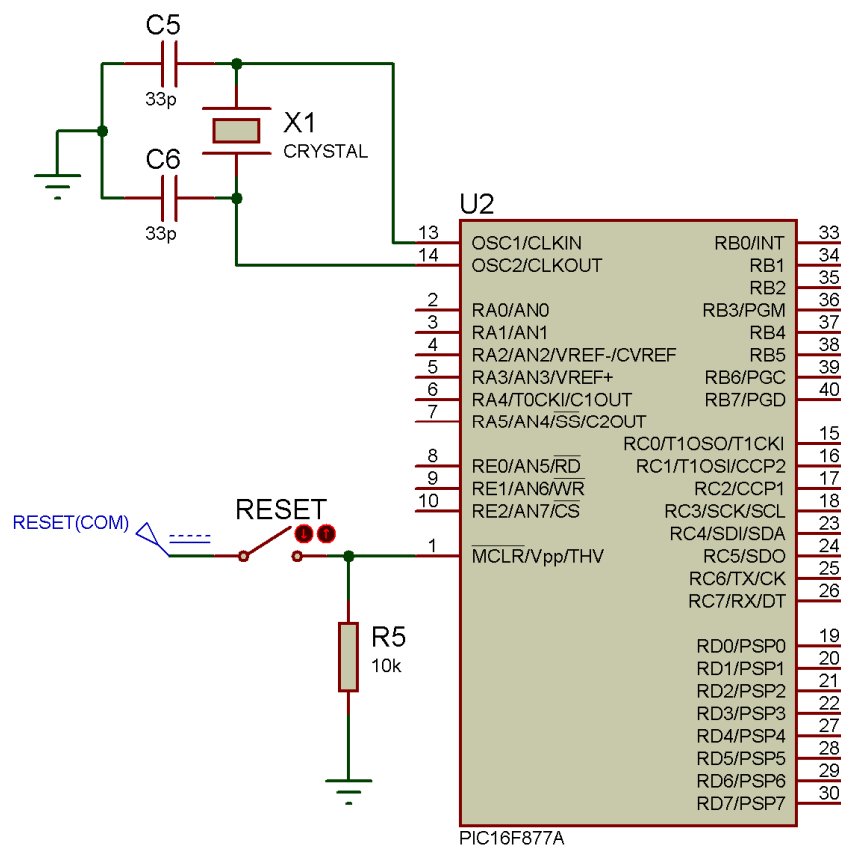 C5
33p
X1
CRYSTAL
C6
33p
U2
13 OSC1/CLKIN RB0/INT 33
14 OSC2/CLKOUT RB1 34
RB2 35
2 RA0/AN0 RB3/PGM 36
3 RA1/AN1 RB4 37
4 RA2/AN2/VREF-/CVREF RB5 38
5 RA3/AN3/VREF+ RB6/PGC 39
6 RA4/T0CKI/C1OUT RB7/PGD 40
7 RA5/AN4/SS/C2OUT
RC0/T1OSO/T1CKI 15
8 RE0/AN5/RD RC1/T1OSI/CCP2 16
9 RE1/AN6/WR RC2/CCP1 17
10 RE2/AN7/CS RC3/SCK/SCL 18
RC4/SDI/SDA 23
RESET(COM) RESET 1 MCLR/Vpp/THV RC5/SDO 24
RC6/TX/CK 25
RC7/RX/DT 26
R5
10k
RD0/PSP0 19
RD1/PSP1 20
RD2/PSP2 21
RD3/PSP3 22
RD4/PSP4 27
RD5/PSP5 28
RD6/PSP6 29
RD7/PSP7 30
PIC16F877A